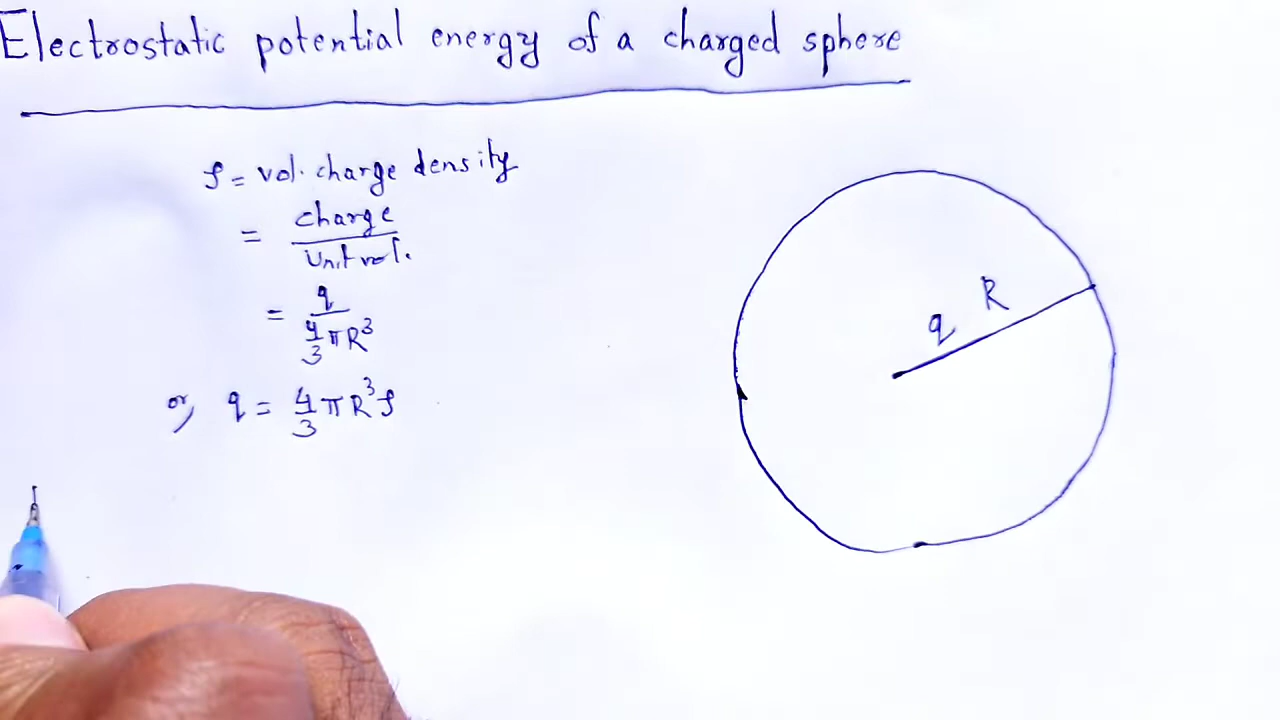 Electrostatic potential energy of a charged sphere
ρ = vol. charge density
= charge / Unit vol.
= q / 4/3 πR³
or, q = 4/3 πR³ρ
R
q